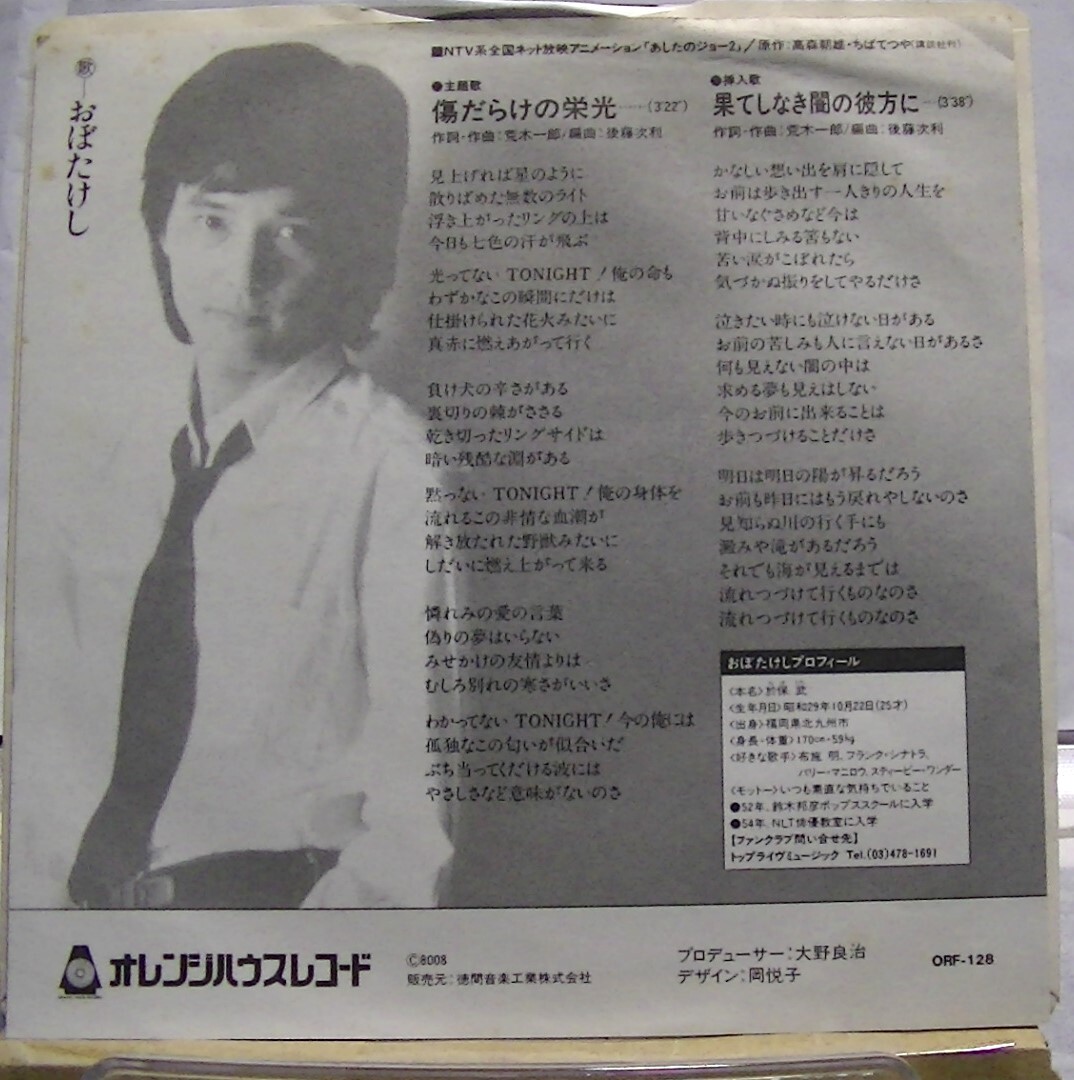 ■NTV系全国ネット放映アニメーション「あしたのジョー2」/原作:高森朝雄・ちばてつや(講談社刊)
歌―おぼたけし
●主題歌
傷だらけの栄光……(3'22")
作詞・作曲:荒木一郎/編曲:後藤次利
見上げれば星のように
散りばめた無数のライト
浮き上がったリングの上は
今日も七色の汗が飛ぶ
光ってない TONIGHT!俺の命も
わずかなこの瞬間にだけは
仕掛けられた花火みたいに
真赤に燃えあがって行く
負け犬の辛さがある
裏切りの棘がささる
乾き切ったリングサイドは
暗い残酷な淵がある
黙っない TONIGHT!俺の身体を
流れるこの非情な血潮が
解き放たれた野獣みたいに
しだいに燃え上がって来る
憐れみの愛の言葉
偽りの夢はいらない
みせかけの友情よりは
むしろ別れの寒さがいいさ
わかってない TONIGHT!今の俺には
孤独なこの匂いが似合いだ
ぶち当ってくだける波には
やさしさなど意味がないのさ
●挿入歌
果てしなき闇の彼方に…(3'38")
作詞・作曲:荒木一郎/編曲:後藤次利
かなしい想い出を肩に隠して
お前は歩き出す一人きりの人生を
甘いなぐさめなど今は
背中にしみる筈もない
苦い涙がこぼれたら
気づかぬ振りをしてやるだけさ
泣きたい時にも泣けない日がある
お前の苦しみも人に言えない日があるさ
何も見えない闇の中は
求める夢も見えはしない
今のお前に出来ることは
歩きつづけることだけさ
明日は明日の陽が昇るだろう
お前も昨日にはもう戻れやしないのさ
見知らぬ川の行く手にも
澱みや滝があるだろう
それでも海が見えるまでは
流れつづけて行くものなのさ
流れつづけて行くものなのさ
おぼたけしプロフィール
〈本名〉於保 武
〈生年月日〉昭和29年10月22日(25才)
〈出身〉福岡県北九州市
〈身長・体重〉170cm・59kg
〈好きな歌手〉布施 明、フランク・シナトラ、
バリー・マニロウ、スティービー・ワンダー
〈モットー〉いつも素直な気持ちでいること
●52年、鈴木邦彦ポップススクールに入学
●54年、NLT俳優教室に入学
【ファンクラブ問い合せ先】
トップライヴミュージック Tel.(03)478-1691
オレンジハウスレコード
Ⓒ8008
販売元:徳間音楽工業株式会社
プロデューサー:大野良治
デザイン:岡悦子
ORF-128